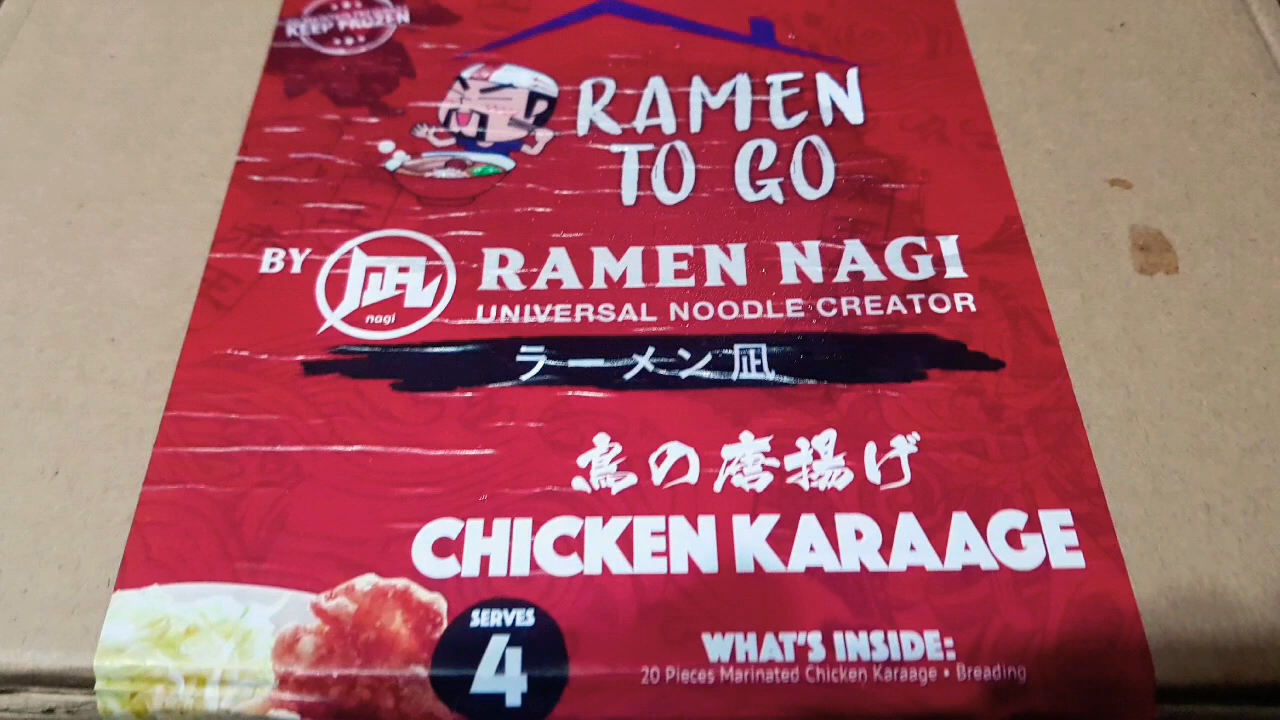 KEEP FROZEN
RAMEN
TO GO
BY 凪 nagi RAMEN NAGI
UNIVERSAL NOODLE CREATOR
ラーメン凪
鳥の唐揚げ
CHICKEN KARAAGE
SERVES
4
WHAT'S INSIDE:
20 Pieces Marinated Chicken Karaage • Breading